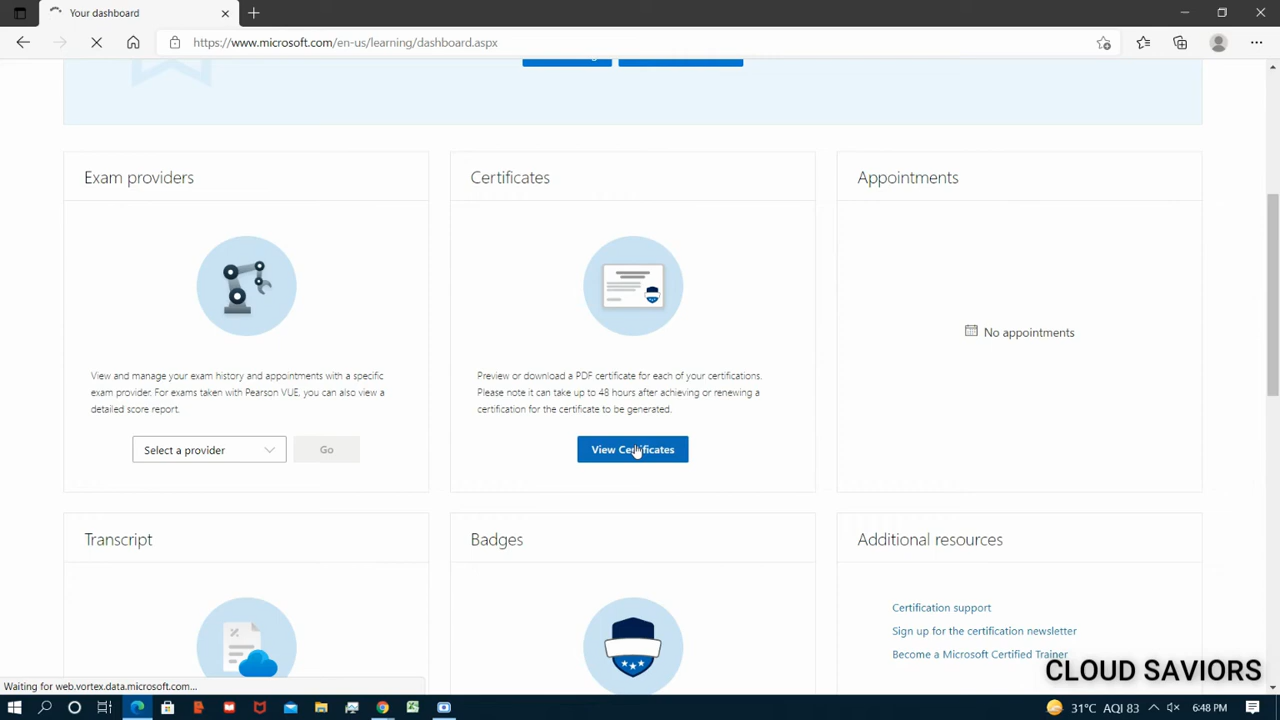 Your dashboard
https://www.microsoft.com/en-us/learning/dashboard.aspx
Exam providers
View and manage your exam history and appointments with a specific
exam provider. For exams taken with Pearson VUE, you can also view a
detailed score report.
Select a provider
Go
Certificates
Preview or download a PDF certificate for each of your certifications.
Please note it can take up to 48 hours after achieving or renewing a
certification for the certificate to be generated.
View Certificates
Appointments
No appointments
Transcript
Badges
Additional resources
Certification support
Sign up for the certification newsletter
Become a Microsoft Certified Trainer
CLOUD SAVIORS
Waiting for web.vortex.data.microsoft.com...
31°C AQI 83
6:48 PM